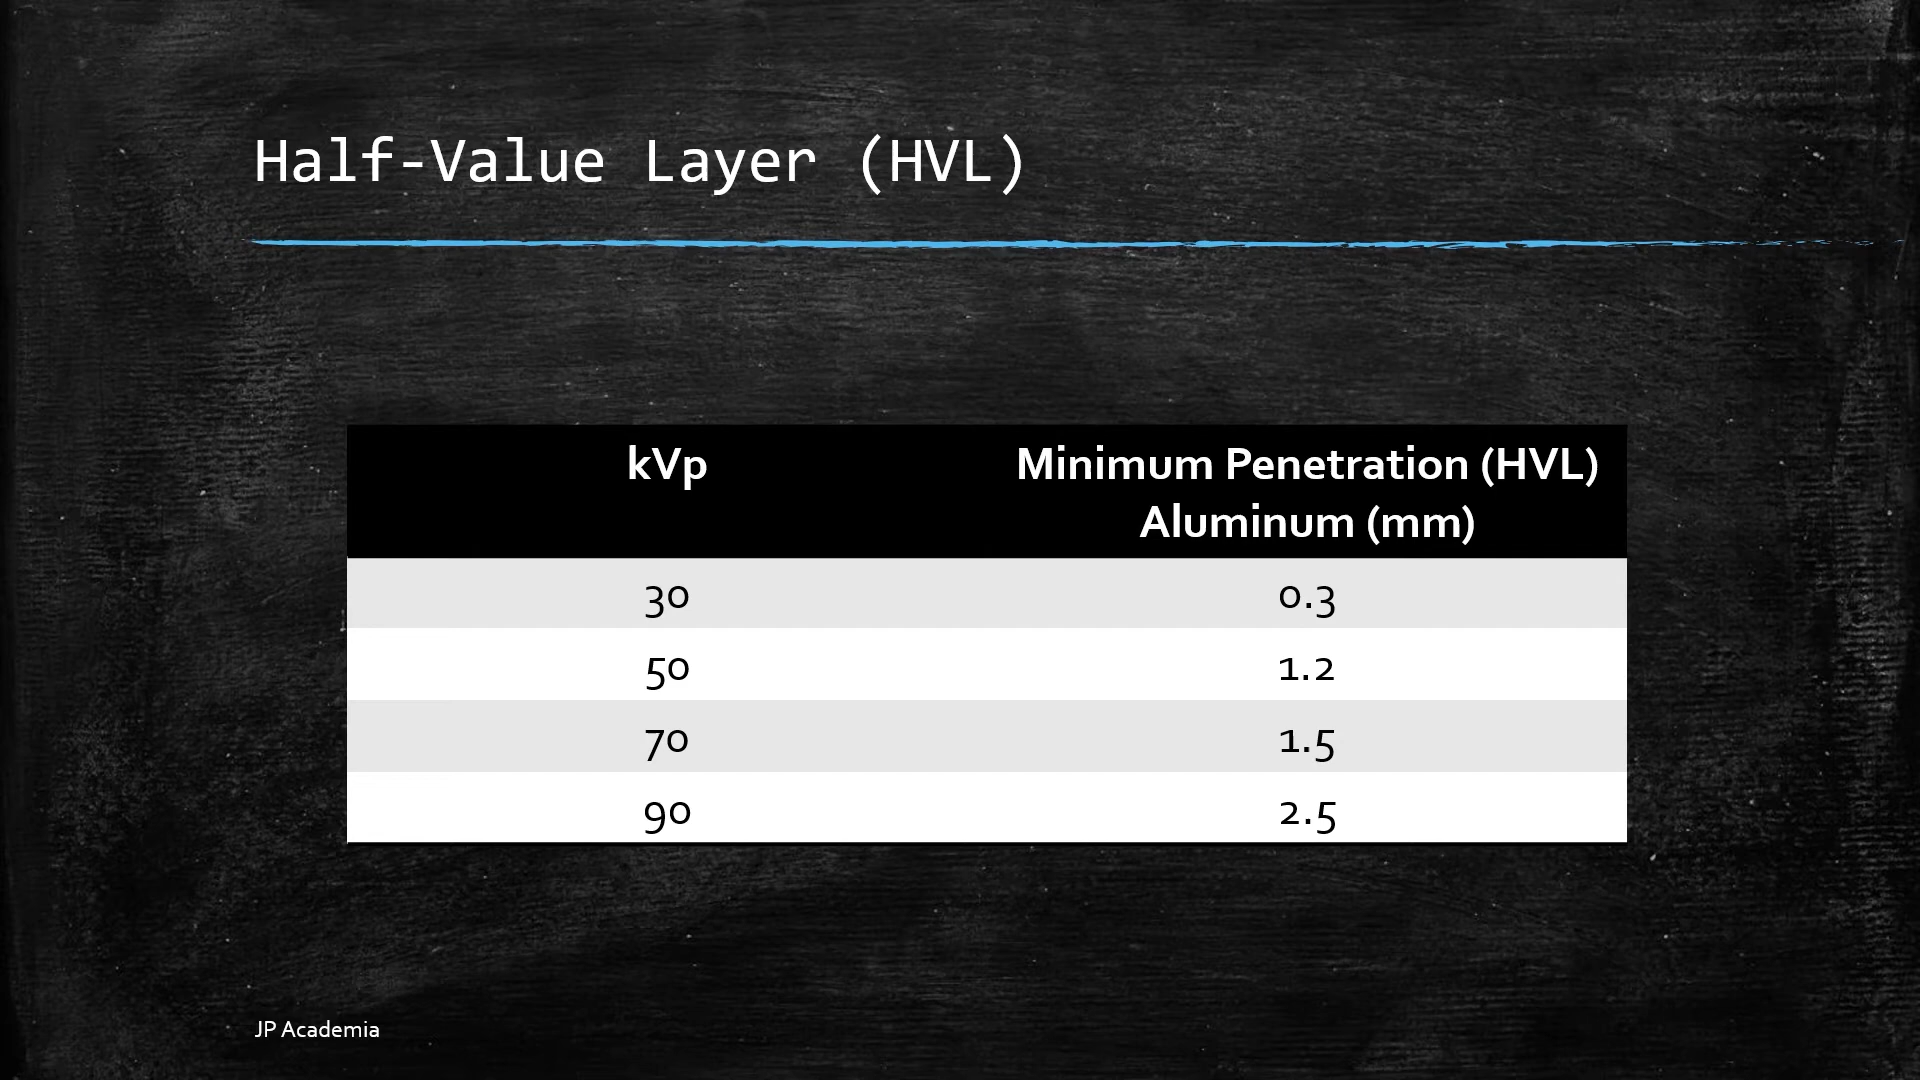 Half-Value Layer (HVL)
kVp
Minimum Penetration (HVL)
Aluminum (mm)
30 0.3
50 1.2
70 1.5
90 2.5
JP Academia